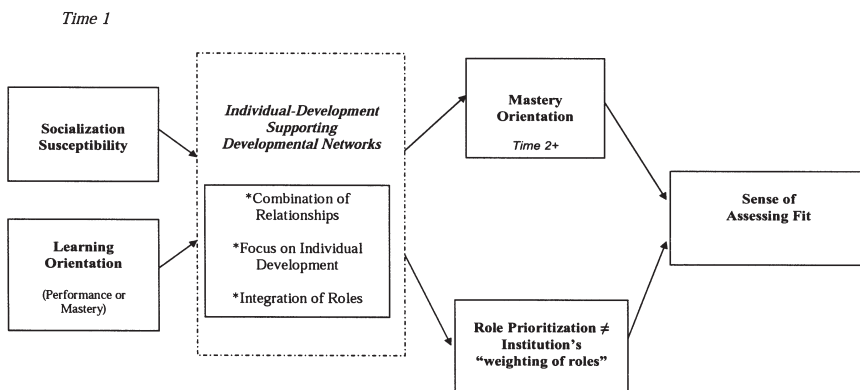 Time 1
Socialization
Susceptibility
Learning
Orientation
(Performance or
Mastery)
Individual-Development
Supporting
Developmental Networks
*Combination of
Relationships
*Focus on Individual
Development
*Integration of Roles
Mastery
Orientation
Time 2+
Role Prioritization ≠
Institution's
“weighting of roles”
Sense of
Assessing Fit